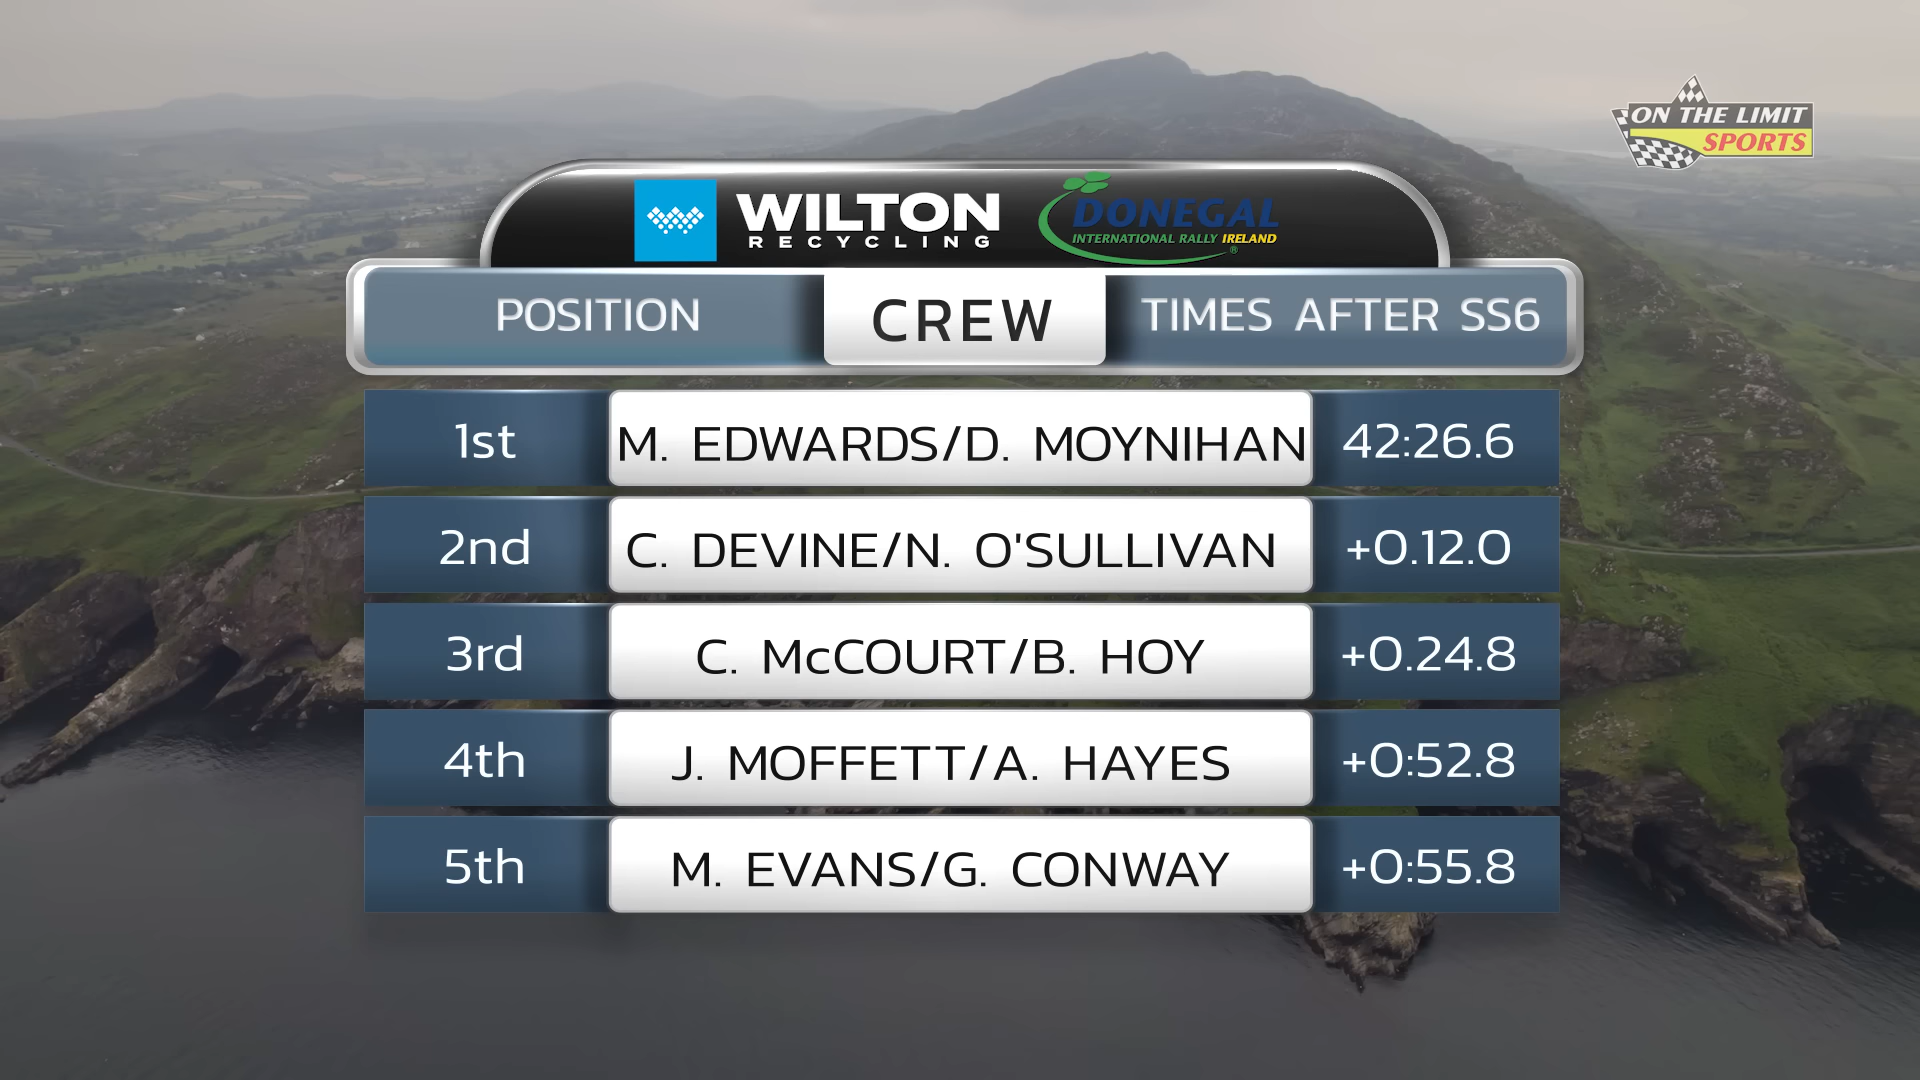 ON THE LIMIT
SPORTS
WILTON
RECYCLING
DONEGAL
INTERNATIONAL RALLY IRELAND
®
POSITION CREW TIMES AFTER SS6
1st M. EDWARDS/D. MOYNIHAN 42:26.6
2nd C. DEVINE/N. O'SULLIVAN +0.12.0
3rd C. McCOURT/B. HOY +0.24.8
4th J. MOFFETT/A. HAYES +0:52.8
5th M. EVANS/G. CONWAY +0:55.8